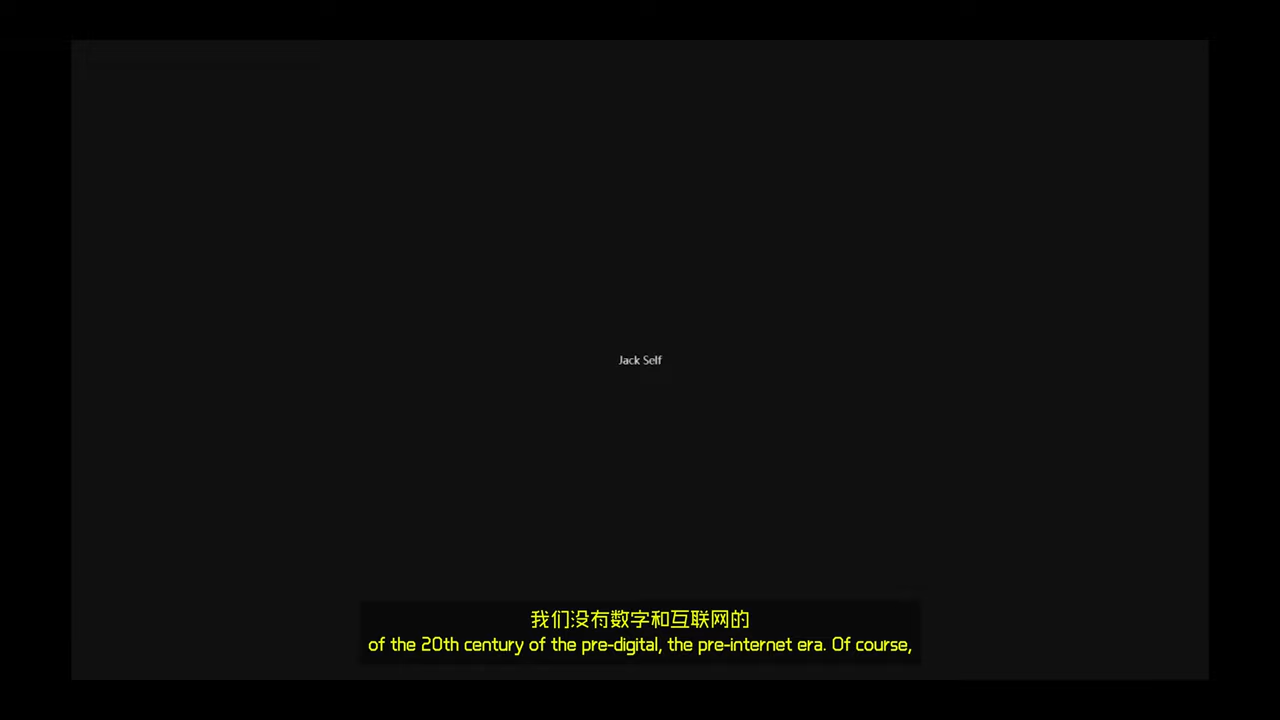 Jack Self
我们没有数字和互联网的
of the 20th century of the pre-digital, the pre-internet era. Of course,